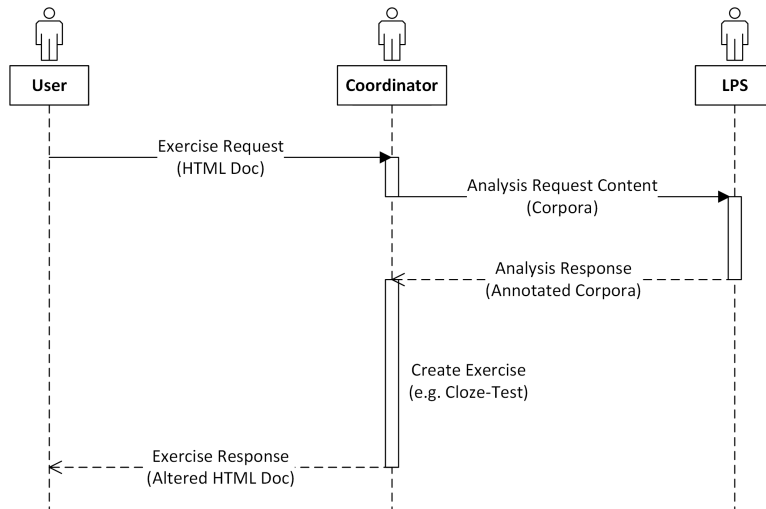 User
Coordinator
LPS
Exercise Request
(HTML Doc)
Analysis Request Content
(Corpora)
Analysis Response
(Annotated Corpora)
Create Exercise
(e.g. Cloze-Test)
Exercise Response
(Altered HTML Doc)